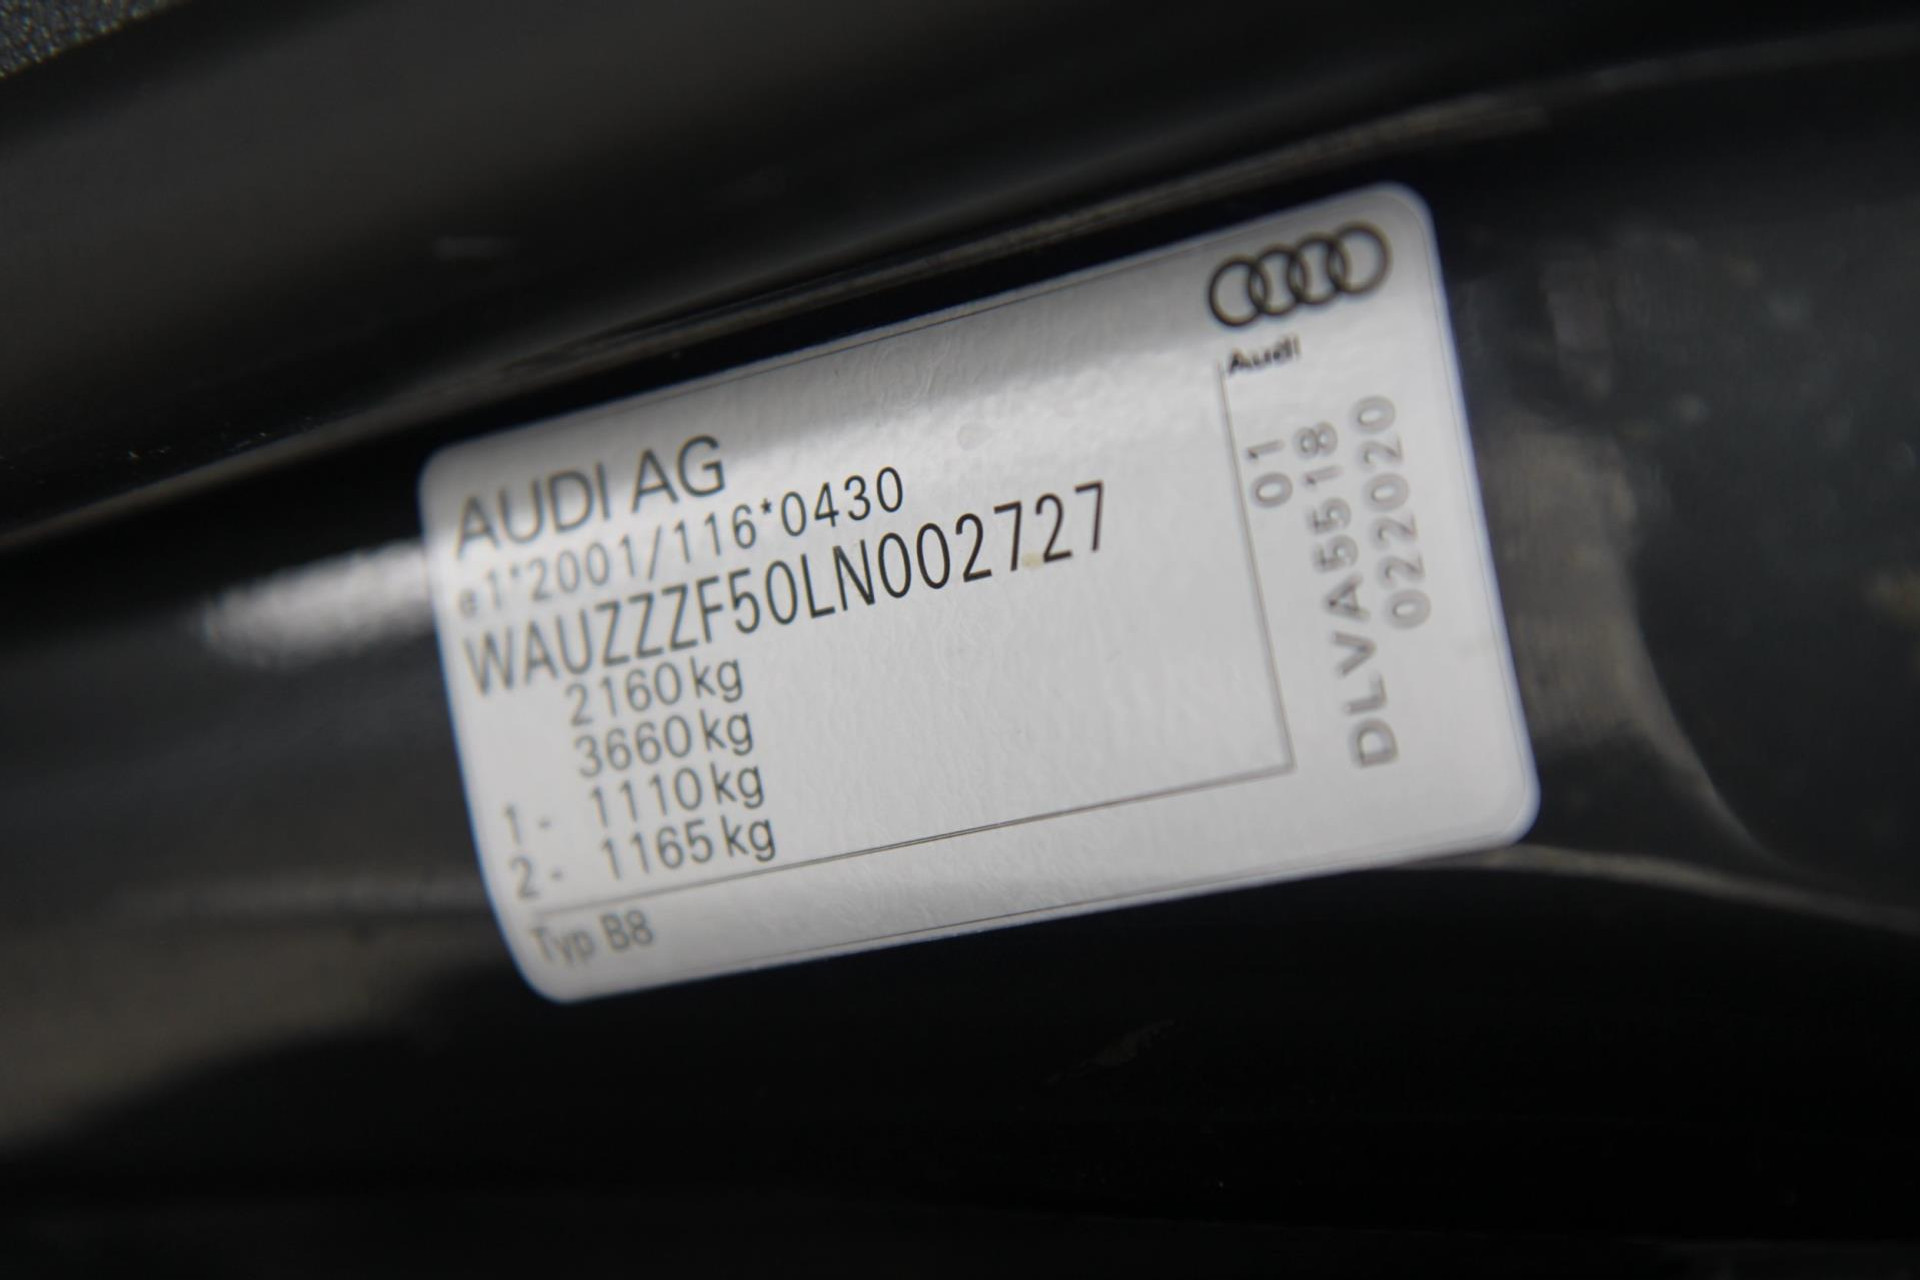 AUDI AG
e1*2001/116*0430
WAUZZZF50LN002727
2160 kg
3660 kg
1 - 1110 kg
2 - 1165 kg
Typ B8
Audi
01
DLVA5518
022020